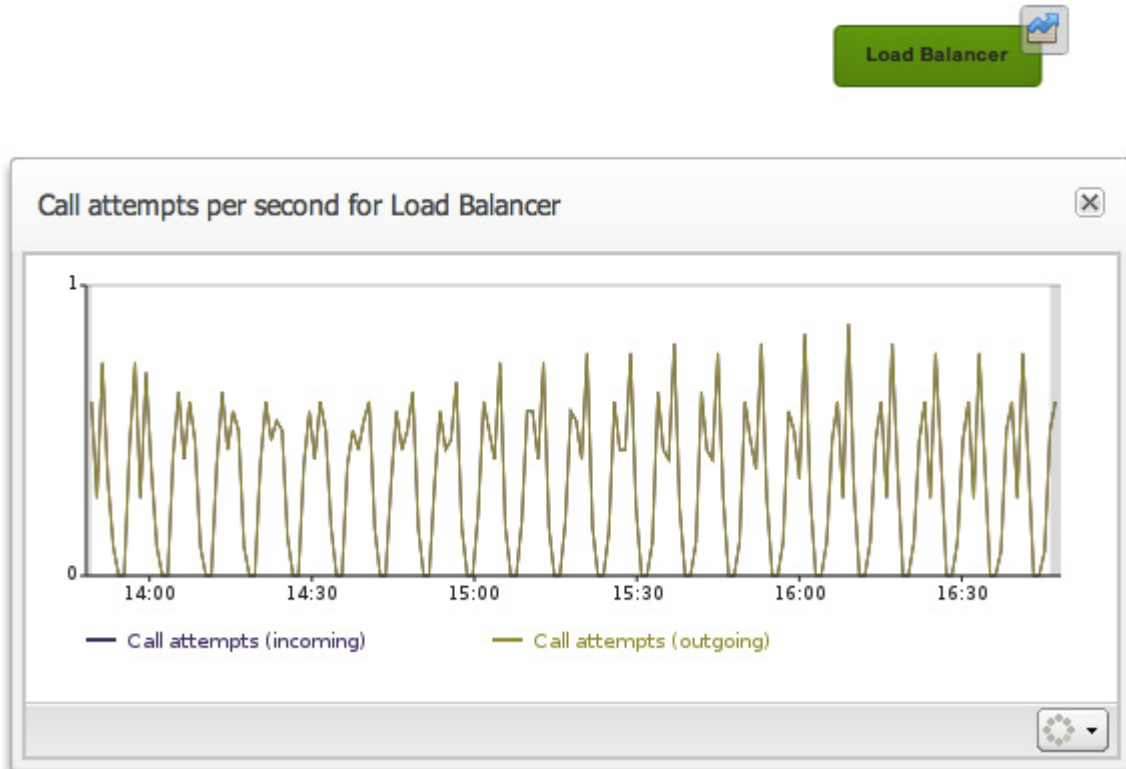 Load Balancer
Call attempts per second for Load Balancer
1
0
14:00 14:30 15:00 15:30 16:00 16:30
Call attempts (incoming) Call attempts (outgoing)